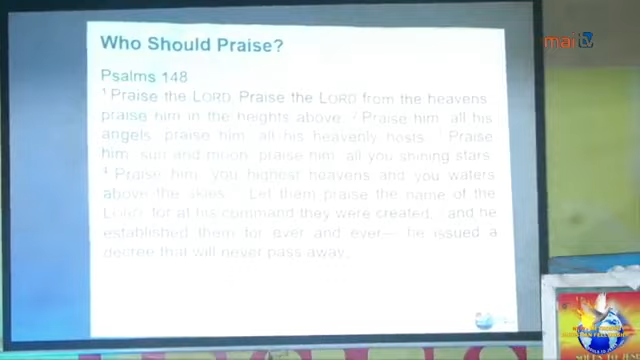 Who Should Praise?
Psalms 148
1 Praise the LORD. Praise the LORD from the heavens
praise him in the heights above. 2 Praise him, all his
angels, praise him, all his heavenly hosts. 3 Praise
him, sun and moon, praise him, all you shining stars.
4 Praise him, you highest heavens and you waters
above the skies. Let them praise the name of the
LORD, for at his command they were created, and he
established them for ever and ever— he issued a
decree that will never pass away.
mai tv